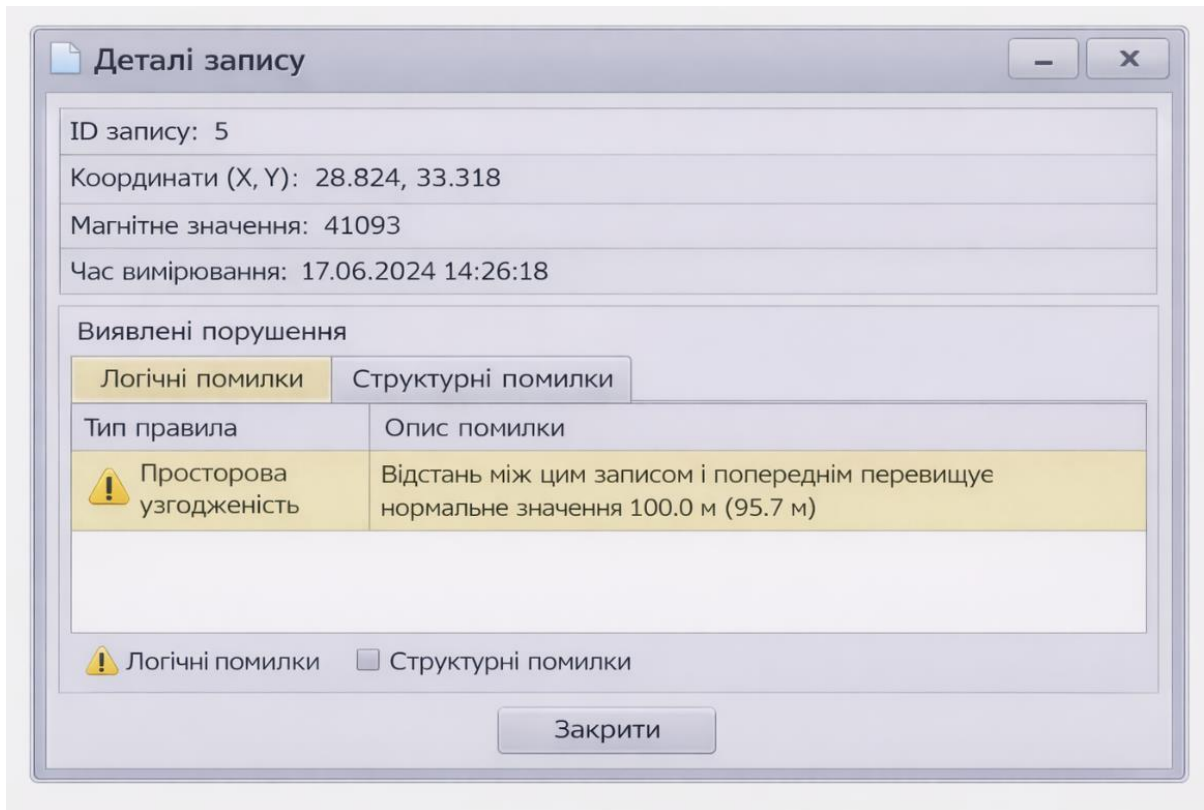 Деталі запису
ID запису: 5
Координати (X, Y): 28.824, 33.318
Магнітне значення: 41093
Час вимірювання: 17.06.2024 14:26:18
Виявлені порушення
Логічні помилки
Структурні помилки
Тип правила
Опис помилки
Просторова
узгодженість
Відстань між цим записом і попереднім перевищує
нормальне значення 100.0 м (95.7 м)
Логічні помилки
Структурні помилки
Закрити